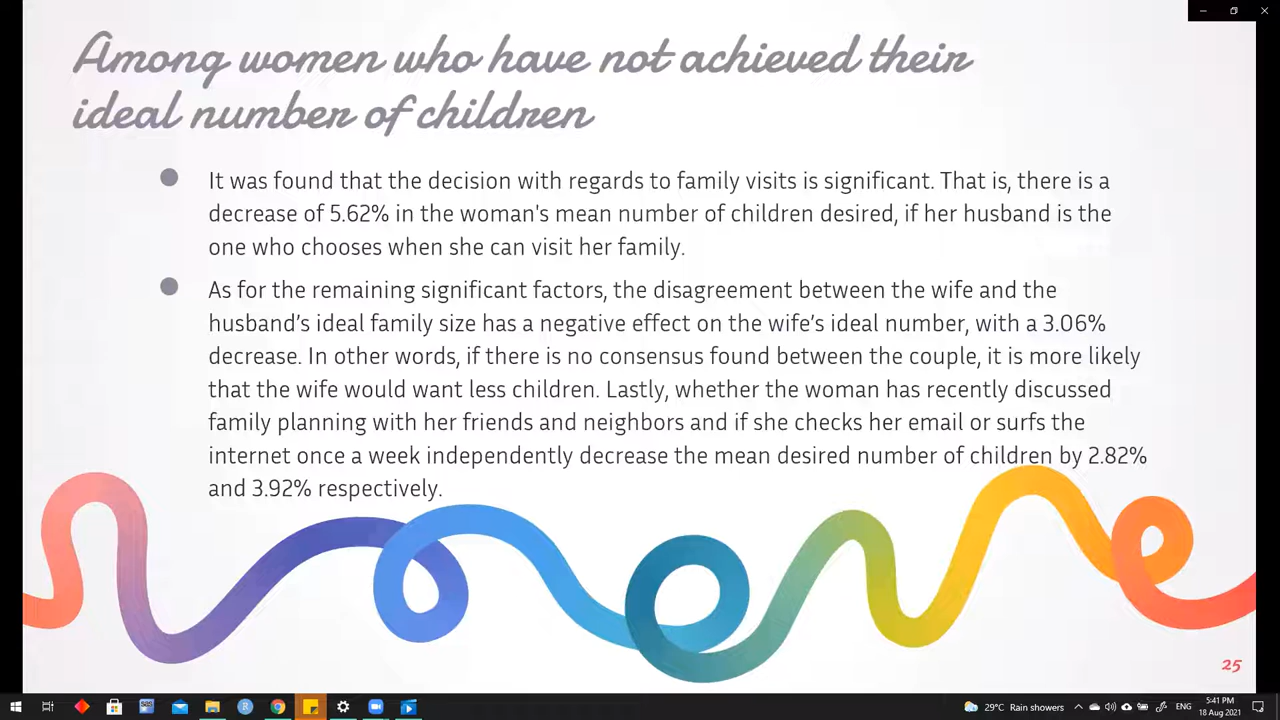 Among women who have not achieved their
ideal number of children
It was found that the decision with regards to family visits is significant. That is, there is a
decrease of 5.62% in the woman's mean number of children desired, if her husband is the
one who chooses when she can visit her family.
As for the remaining significant factors, the disagreement between the wife and the
husband’s ideal family size has a negative effect on the wife’s ideal number, with a 3.06%
decrease. In other words, if there is no consensus found between the couple, it is more likely
that the wife would want less children. Lastly, whether the woman has recently discussed
family planning with her friends and neighbors and if she checks her email or surfs the
internet once a week independently decrease the mean desired number of children by 2.82%
and 3.92% respectively.
25
sas
R
29°C Rain showers
ENG
5:41 PM
18 Aug 2021